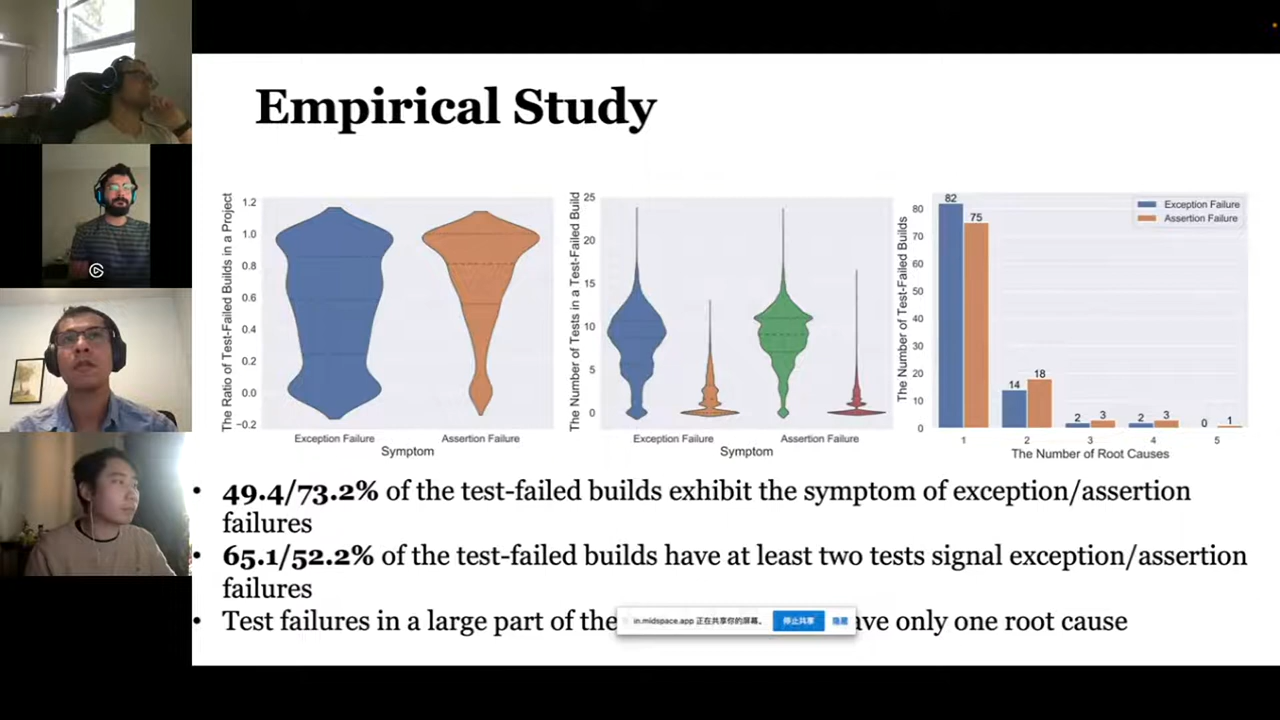 Empirical Study
The Ratio of Test-Failed Builds in a Project
1.2
1.0
0.8
0.6
0.4
0.2
0.0
−0.2
Exception Failure
Assertion Failure
Symptom
The Number of Tests in a Test-Failed Build
25
20
15
10
5
0
Exception Failure
Assertion Failure
Symptom
The Number of Test-Failed Builds
80
70
60
50
40
30
20
10
0
82
75
14
18
2
3
2
3
0
1
Exception Failure
Assertion Failure
1
2
3
4
5
The Number of Root Causes
• 49.4/73.2% of the test-failed builds exhibit the symptom of exception/assertion
failures
• 65.1/52.2% of the test-failed builds have at least two tests signal exception/assertion
failures
• Test failures in a large part of the
ave only one root cause
in.midspace.app 正在共享你的屏幕。
停止共享
隐藏